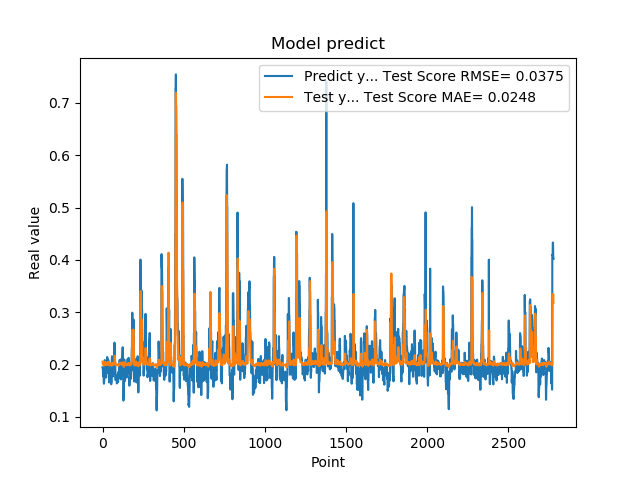 Model predict
Predict y... Test Score RMSE= 0.0375
Test y... Test Score MAE= 0.0248
0.7
0.6
0.5
0.4
0.3
0.2
0.1
Real value
0 500 1000 1500 2000 2500
Point